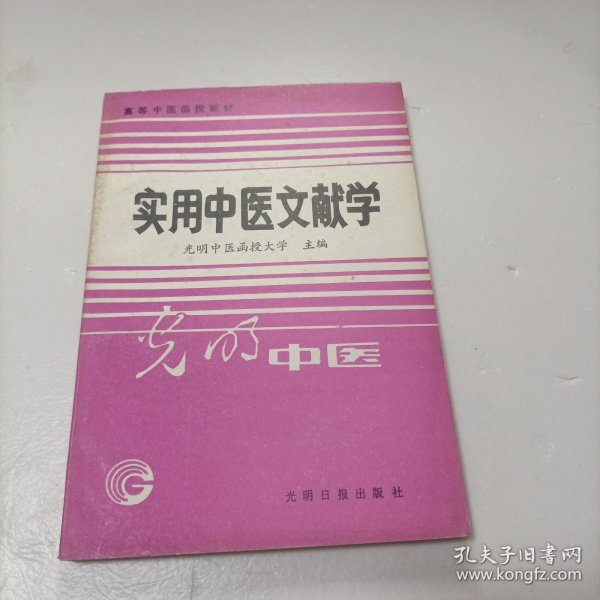 高等中医函授教材
实用中医文献学
光明中医函授大学 主编
光明中医
光明日报出版社
孔夫子旧书网
www.kongfz.com